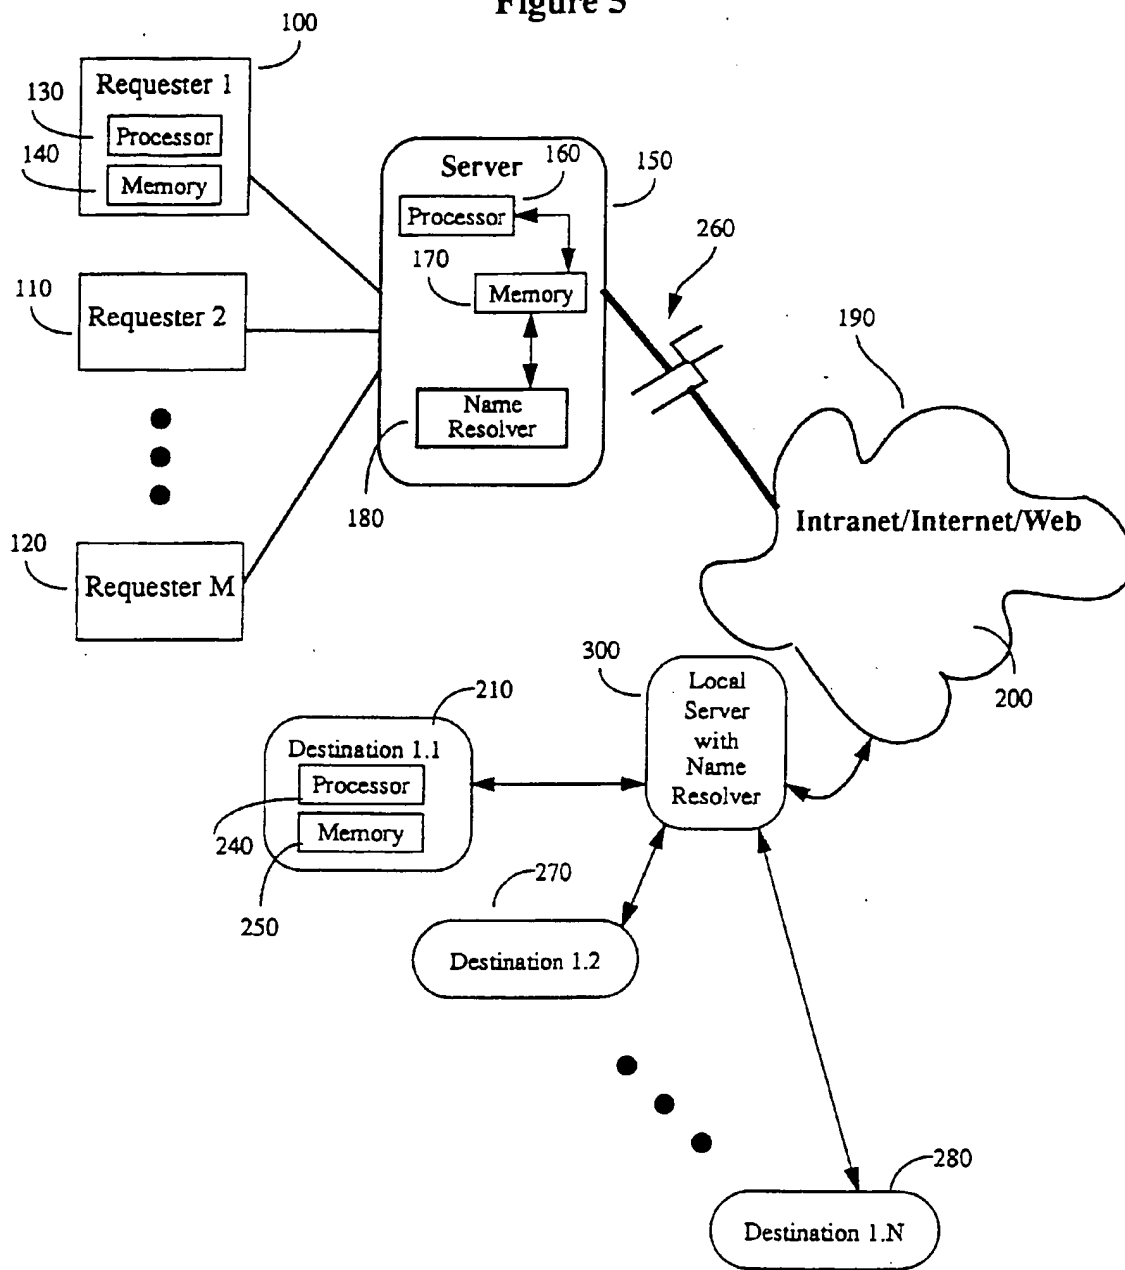 100
Requester 1
130
Processor
140
Memory
Server
160
150
Processor
260
170
Memory
110
Requester 2
190
Name
Resolver
180
Intranet/Internet/Web
120
Requester M
300
200
Local
Server
with
Name
Resolver
210
Destination 1.1
Processor
240
Memory
250
270
Destination 1.2
280
Destination 1.N